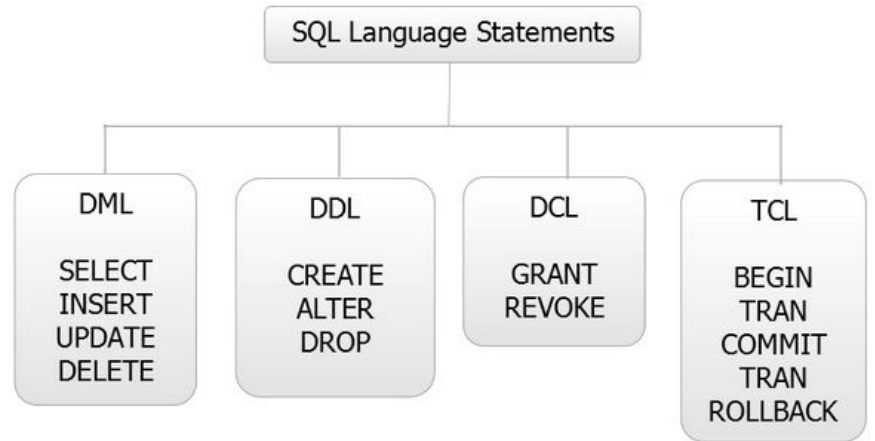 SQL Language Statements
DML
SELECT
INSERT
UPDATE
DELETE
DDL
CREATE
ALTER
DROP
DCL
GRANT
REVOKE
TCL
BEGIN
TRAN
COMMIT
TRAN
ROLLBACK